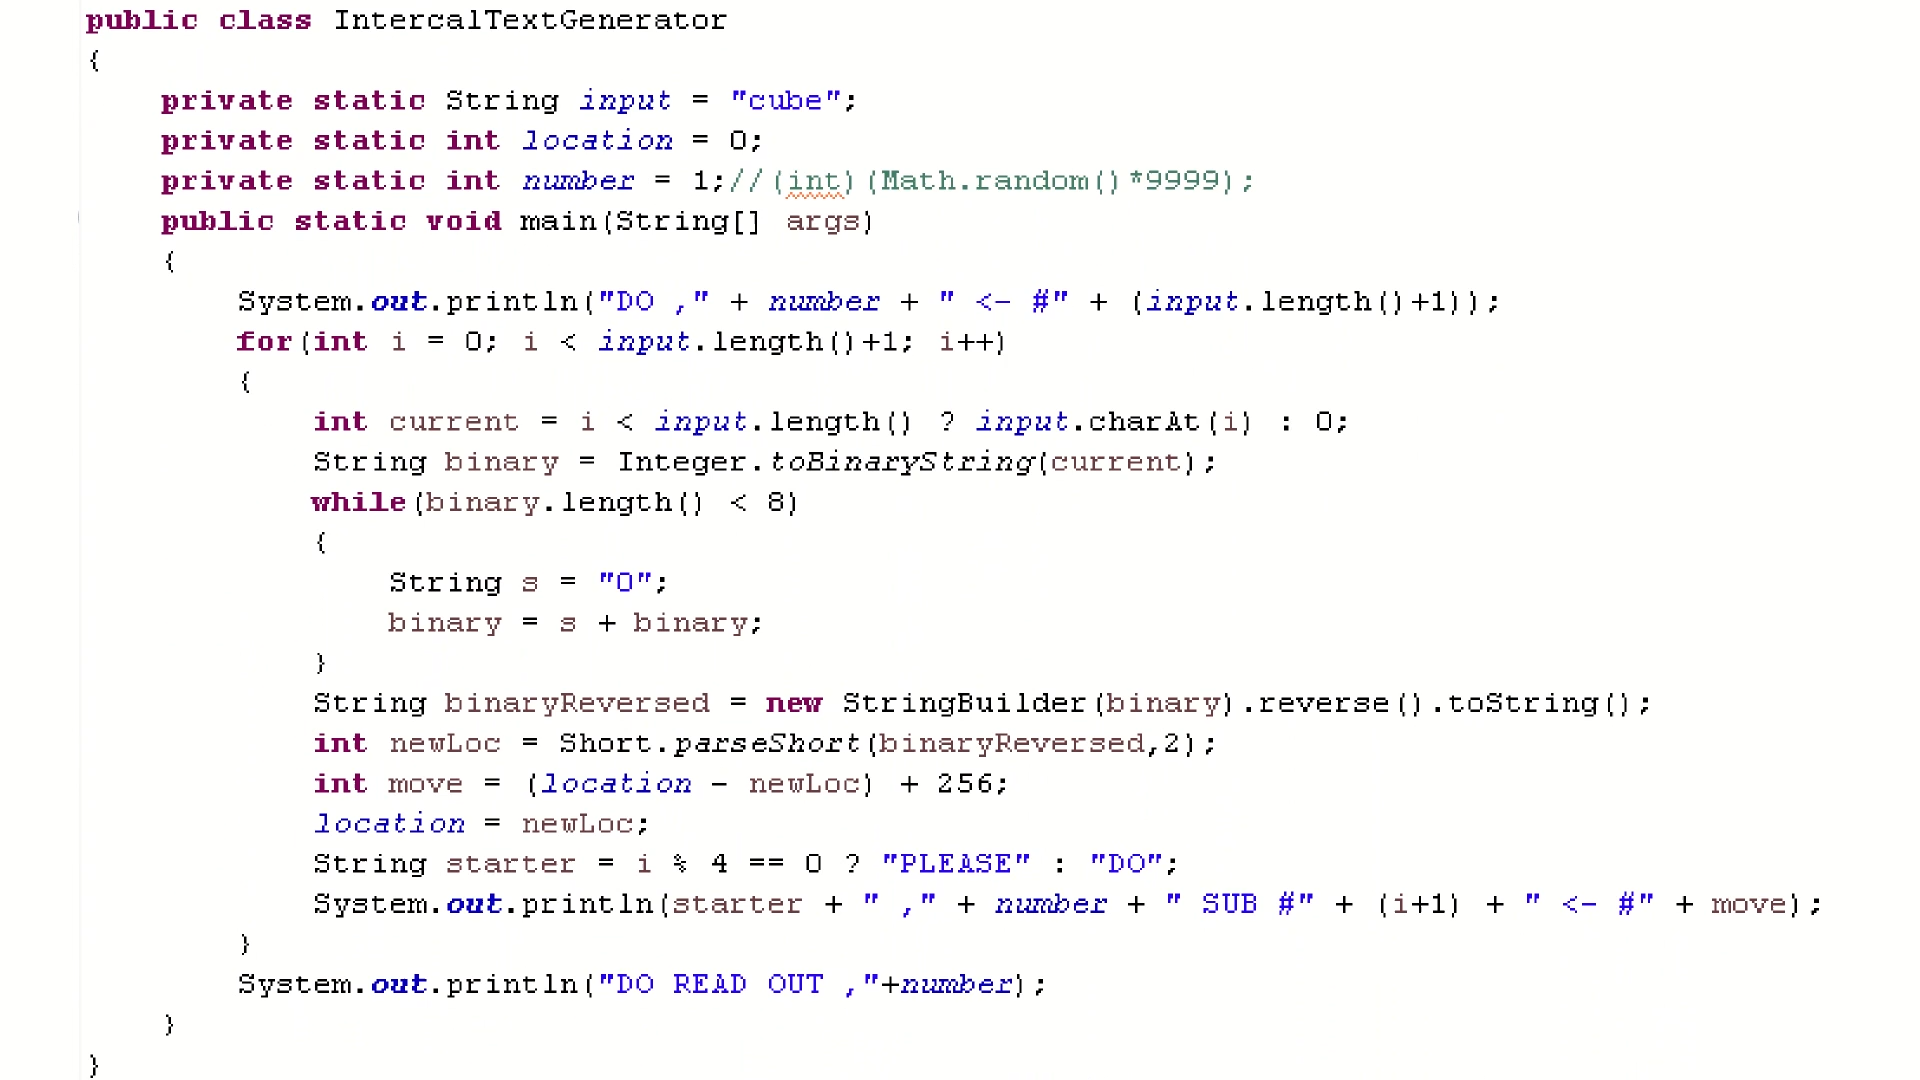 public class IntercalTextGenerator
{
private static String input = "cube";
private static int location = 0;
private static int number = 1;//(int)(Math.random()*9999);
public static void main(String[] args)
{
System.out.println("DO ," + number + " <- #" + (input.length()+1));
for(int i = 0; i < input.length()+1; i++)
{
int current = i < input.length() ? input.charAt(i) : 0;
String binary = Integer.toBinaryString(current);
while(binary.length() < 8)
{
String s = "0";
binary = s + binary;
}
String binaryReversed = new StringBuilder(binary).reverse().toString();
int newLoc = Short.parseShort(binaryReversed,2);
int move = (location - newLoc) + 256;
location = newLoc;
String starter = i % 4 == 0 ? "PLEASE" : "DO";
System.out.println(starter + " ," + number + " SUB #" + (i+1) + " <- #" + move);
}
System.out.println("DO READ OUT ,"+number);
}
}